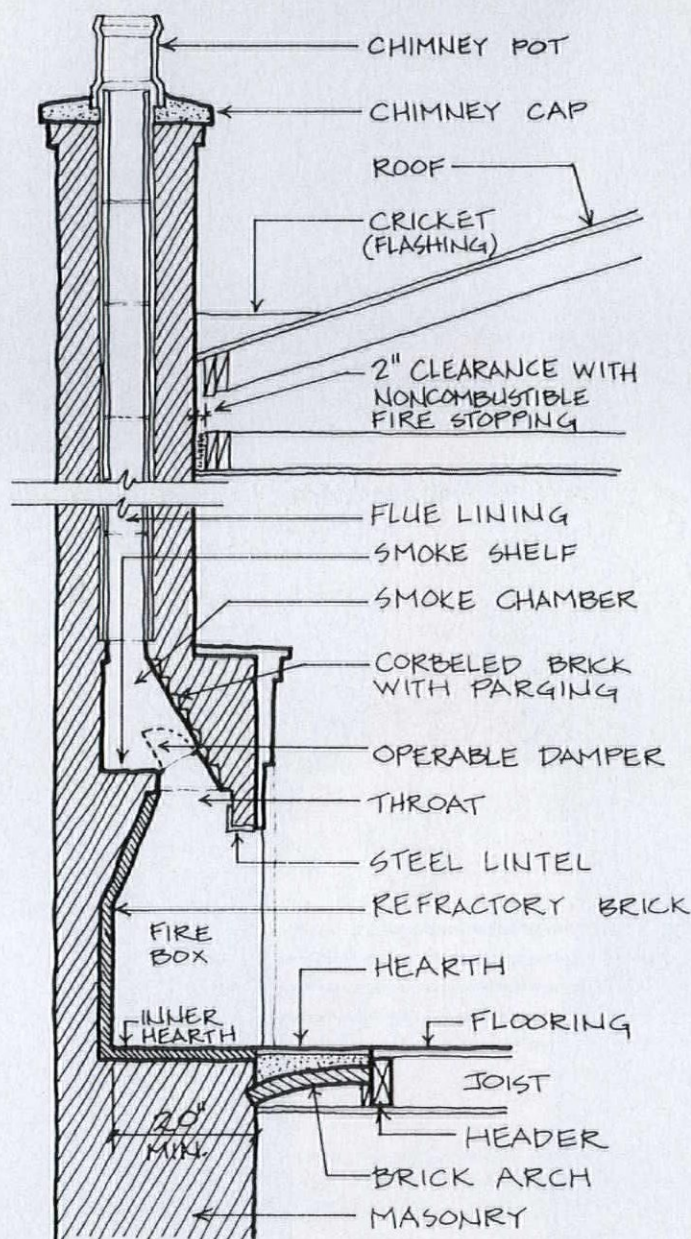 CHIMNEY POT
CHIMNEY CAP
ROOF
CRICKET
(FLASHING)
2" CLEARANCE WITH
NONCOMBUSTIBLE
FIRE STOPPING
FLUE LINING
SMOKE SHELF
SMOKE CHAMBER
CORBELED BRICK
WITH PARGING
OPERABLE DAMPER
THROAT
STEEL LINTEL
REFRACTORY BRICK
FIRE
BOX
HEARTH
INNER
HEARTH
FLOORING
JOIST
20"
MIN.
HEADER
BRICK ARCH
MASONRY